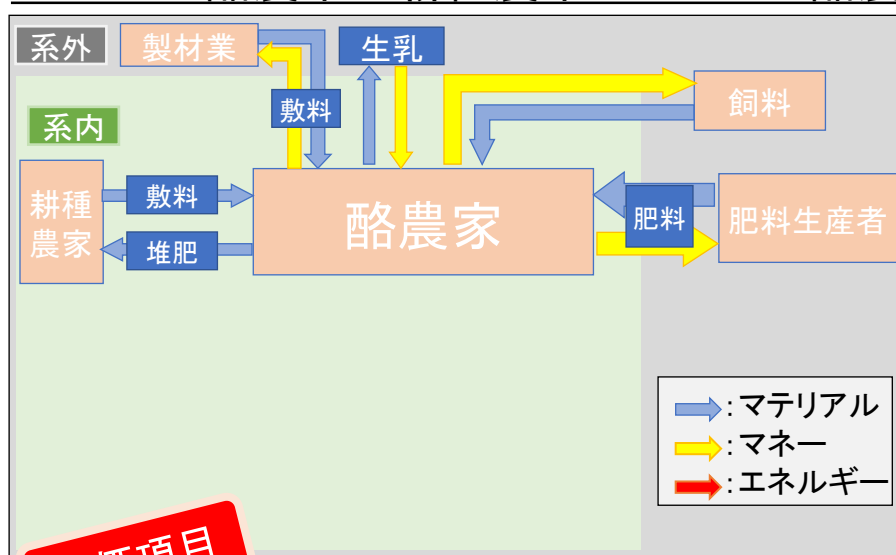 系外
製材業
生乳
敷料
飼料
系内
耕種
農家
敷料
堆肥
酪農家
肥料
肥料生産者
:マテリアル
:マネー
:エネルギー
項目